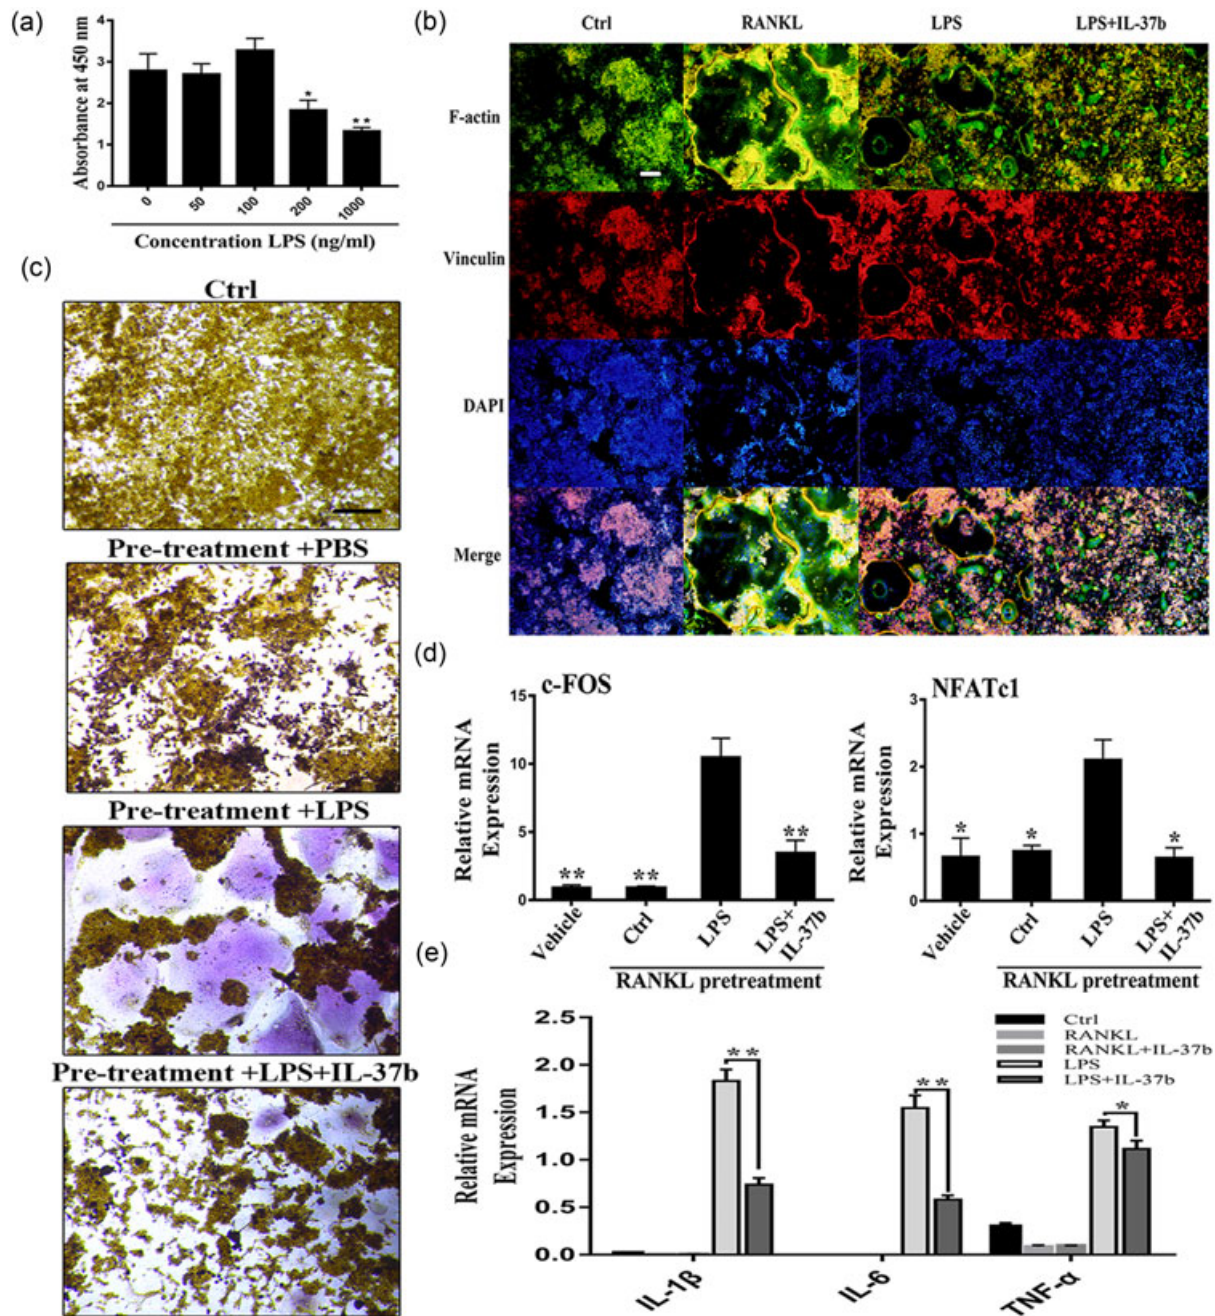 (a)
Absorbance at 450 nm
4
3
2
1
0
*
**
0
50
100
200
1000
Concentration LPS (ng/ml)
(b)
Ctrl
RANKL
LPS
LPS+IL-37b
F-actin
Vinculin
DAPI
Merge
(c)
Ctrl
Pre-treatment +PBS
Pre-treatment +LPS
Pre-treatment +LPS+IL-37b
(d)
c-FOS
Relative mRNA
Expression
15
10
5
0
**
**
**
Vehicle
Ctrl
LPS
LPS+
IL-37b
RANKL pretreatment
NFATc1
Relative mRNA
Expression
3
2
1
0
*
*
*
Vehicle
Ctrl
LPS
LPS+
IL-37b
RANKL pretreatment
(e)
Relative mRNA
Expression
2.5
2.0
1.5
1.0
0.5
0.0
**
**
*
Ctrl
RANKL
RANKL+IL-37b
LPS
LPS+IL-37b
IL-1β
IL-6
TNF-α